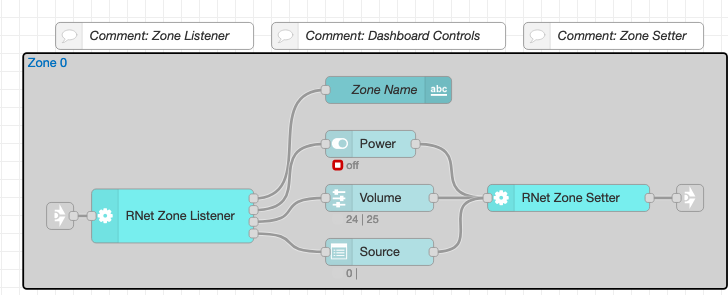 Comment: Zone Listener
Comment: Dashboard Controls
Comment: Zone Setter
Zone 0
Zone Name
abc
Power
off
RNet Zone Listener
Volume
24 | 25
RNet Zone Setter
Source
0 |